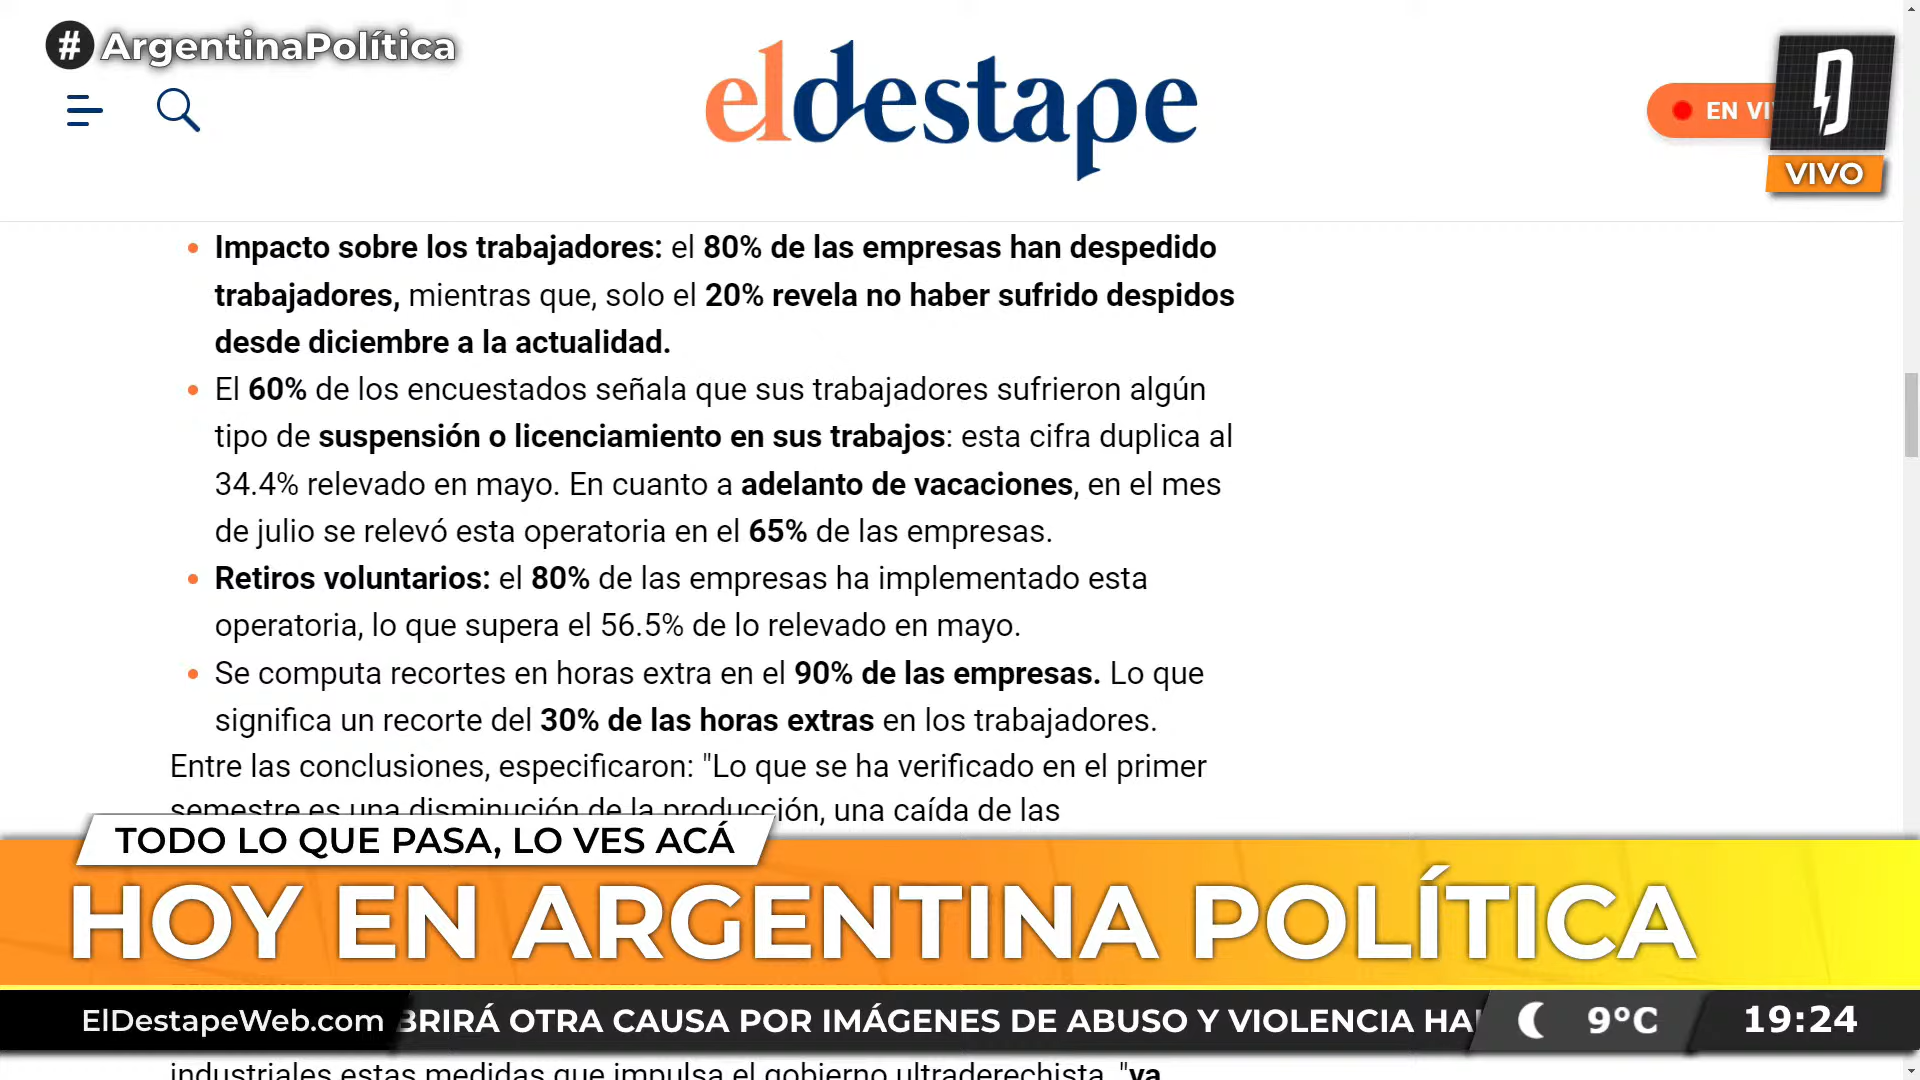 # ArgentinaPolítica
eldestape
EN VI
VIVO
Impacto sobre los trabajadores: el 80% de las empresas han despedido
trabajadores, mientras que, solo el 20% revela no haber sufrido despidos
desde diciembre a la actualidad.
El 60% de los encuestados señala que sus trabajadores sufrieron algún
tipo de suspensión o licenciamiento en sus trabajos: esta cifra duplica al
34.4% relevado en mayo. En cuanto a adelanto de vacaciones, en el mes
de julio se relevó esta operatoria en el 65% de las empresas.
Retiros voluntarios: el 80% de las empresas ha implementado esta
operatoria, lo que supera el 56.5% de lo relevado en mayo.
Se computa recortes en horas extra en el 90% de las empresas. Lo que
significa un recorte del 30% de las horas extras en los trabajadores.
Entre las conclusiones, especificaron: "Lo que se ha verificado en el primer
semestre es una disminución de la producción, una caída de las
TODO LO QUE PASA, LO VES ACÁ
HOY EN ARGENTINA POLÍTICA
ElDestapeWeb.com BRIRÁ OTRA CAUSA POR IMÁGENES DE ABUSO Y VIOLENCIA HA 9°C 19:24
industriales estas medidas que impulsa el gobierno ultraderechista, "va